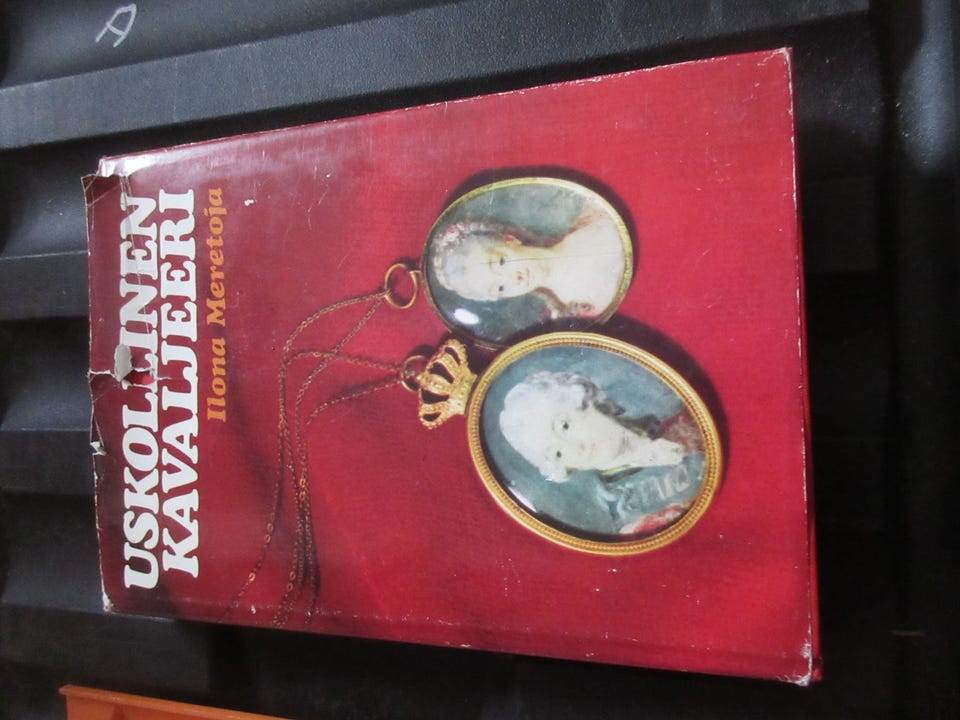 USKOLLINEN
KAVALJEERI
Ilona Meretoja